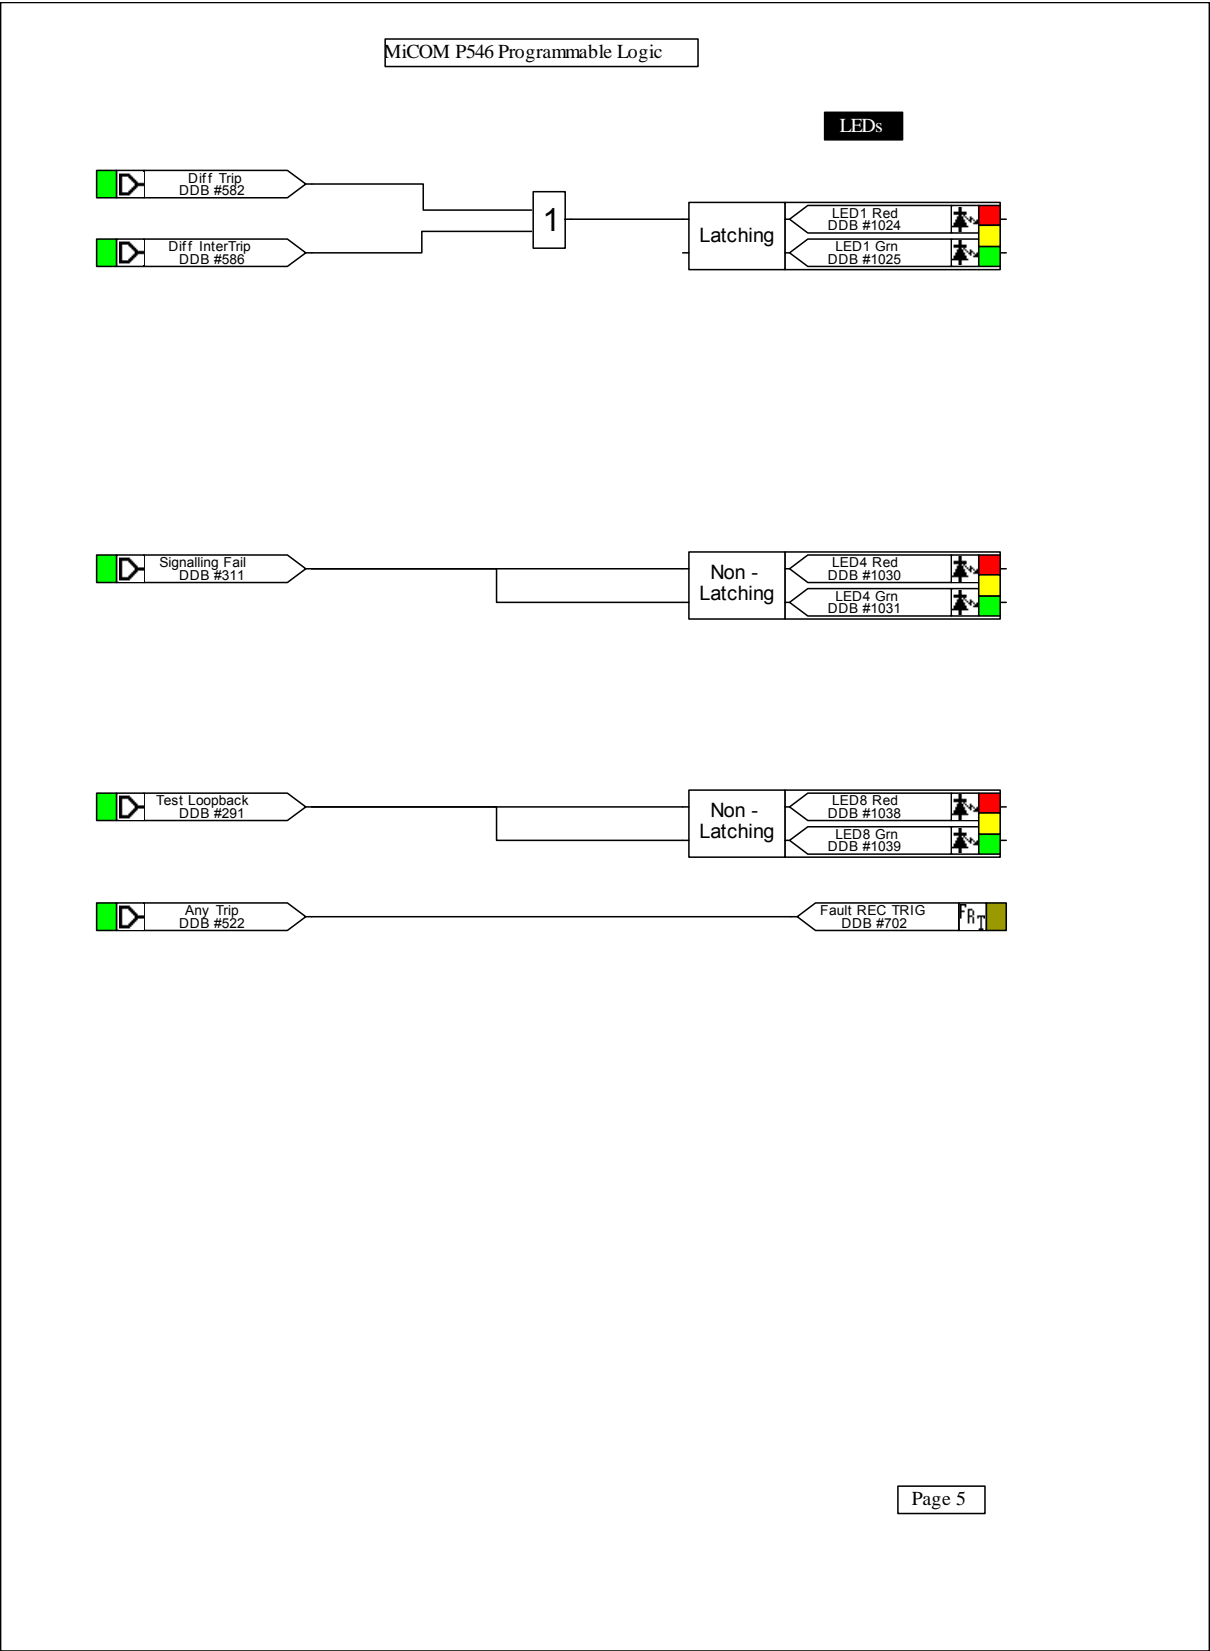 MiCOM P546 Programmable Logic
LEDs
Diff Trip
DDB #582
Diff InterTrip
DDB #586
1
Latching
LED1 Red
DDB #1024
LED1 Grn
DDB #1025
Signalling Fail
DDB #311
Non -
Latching
LED4 Red
DDB #1030
LED4 Grn
DDB #1031
Test Loopback
DDB #291
Non -
Latching
LED8 Red
DDB #1038
LED8 Grn
DDB #1039
Any Trip
DDB #522
Fault REC TRIG
DDB #702
FRT
Page 5